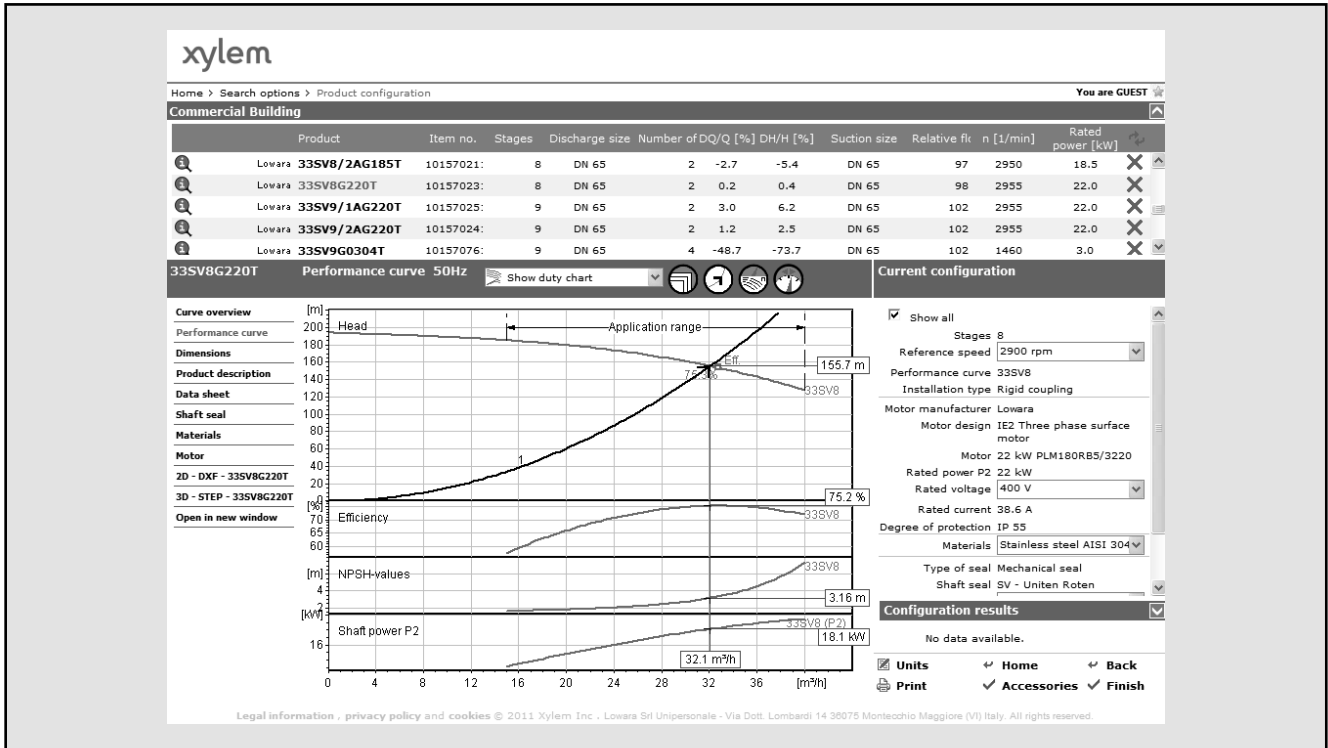 xylem
Home > Search options > Product configuration You are GUEST
Commercial Building
Product Item no. Stages Discharge size Number of DQ/Q [%] DH/H [%] Suction size Relative flo n [1/min] Rated power [kW]
Lowara 33SV8/2AG185T 10157021: 8 DN 65 2 -2.7 -5.4 DN 65 97 2950 18.5
Lowara 33SV8G220T 10157023: 8 DN 65 2 0.2 0.4 DN 65 98 2955 22.0
Lowara 33SV9/1AG220T 10157025: 9 DN 65 2 3.0 6.2 DN 65 102 2955 22.0
Lowara 33SV9/2AG220T 10157024: 9 DN 65 2 1.2 2.5 DN 65 102 2955 22.0
Lowara 33SV9G0304T 10157076: 9 DN 65 4 -48.7 -73.7 DN 65 102 1460 3.0
33SV8G220T Performance curve 50Hz Show duty chart Current configuration
Curve overview
Performance curve
Dimensions
Product description
Data sheet
Shaft seal
Materials
Motor
2D - DXF - 33SV8G220T
3D - STEP - 33SV8G220T
Open in new window
[m]
200 Head Application range
180
160 Eff. 155.7 m
140
120 33SV8
100
80
60
40 1
20
0
[%] 75.2 %
70 Efficiency 33SV8
65
60
[m] NPSH-values 33SV8
4
2 3.16 m
[kW] Shaft power P2 33SV8 (P2)
18.1 kW
16
32.1 m³/h
0 4 8 12 16 20 24 28 32 36 [m³/h]
Show all
Stages 8
Reference speed 2900 rpm
Performance curve 33SV8
Installation type Rigid coupling
Motor manufacturer Lowara
Motor design IE2 Three phase surface
motor
Motor 22 kW PLM180RB5/3220
Rated power P2 22 kW
Rated voltage 400 V
Rated current 38.6 A
Degree of protection IP 55
Materials Stainless steel AISI 304
Type of seal Mechanical seal
Shaft seal SV - Uniten Roten
Configuration results
No data available.
Units Home Back
Print Accessories Finish
Legal information , privacy policy and cookies © 2011 Xylem Inc . Lowara Srl Unipersonale - Via Dott. Lombardi 14 36075 Montecchio Maggiore (VI) Italy. All rights reserved.